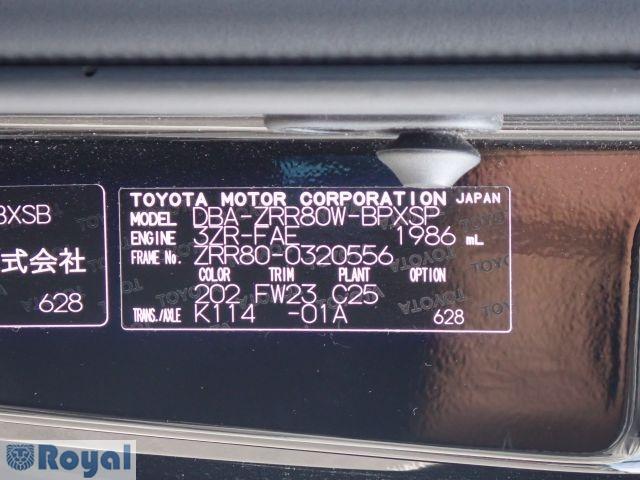 BXSB
式会社
628
TOYOTA MOTOR CORPORATION JAPAN
MODEL DBA-ZRR80W-BPXSP
ENGINE 3ZR-FAE 1986 mL
FRAME No. ZRR80-0320556
COLOR TRIM PLANT OPTION
202 FW23 C25
TRANS./AXLE K114 -01A 628
Royal